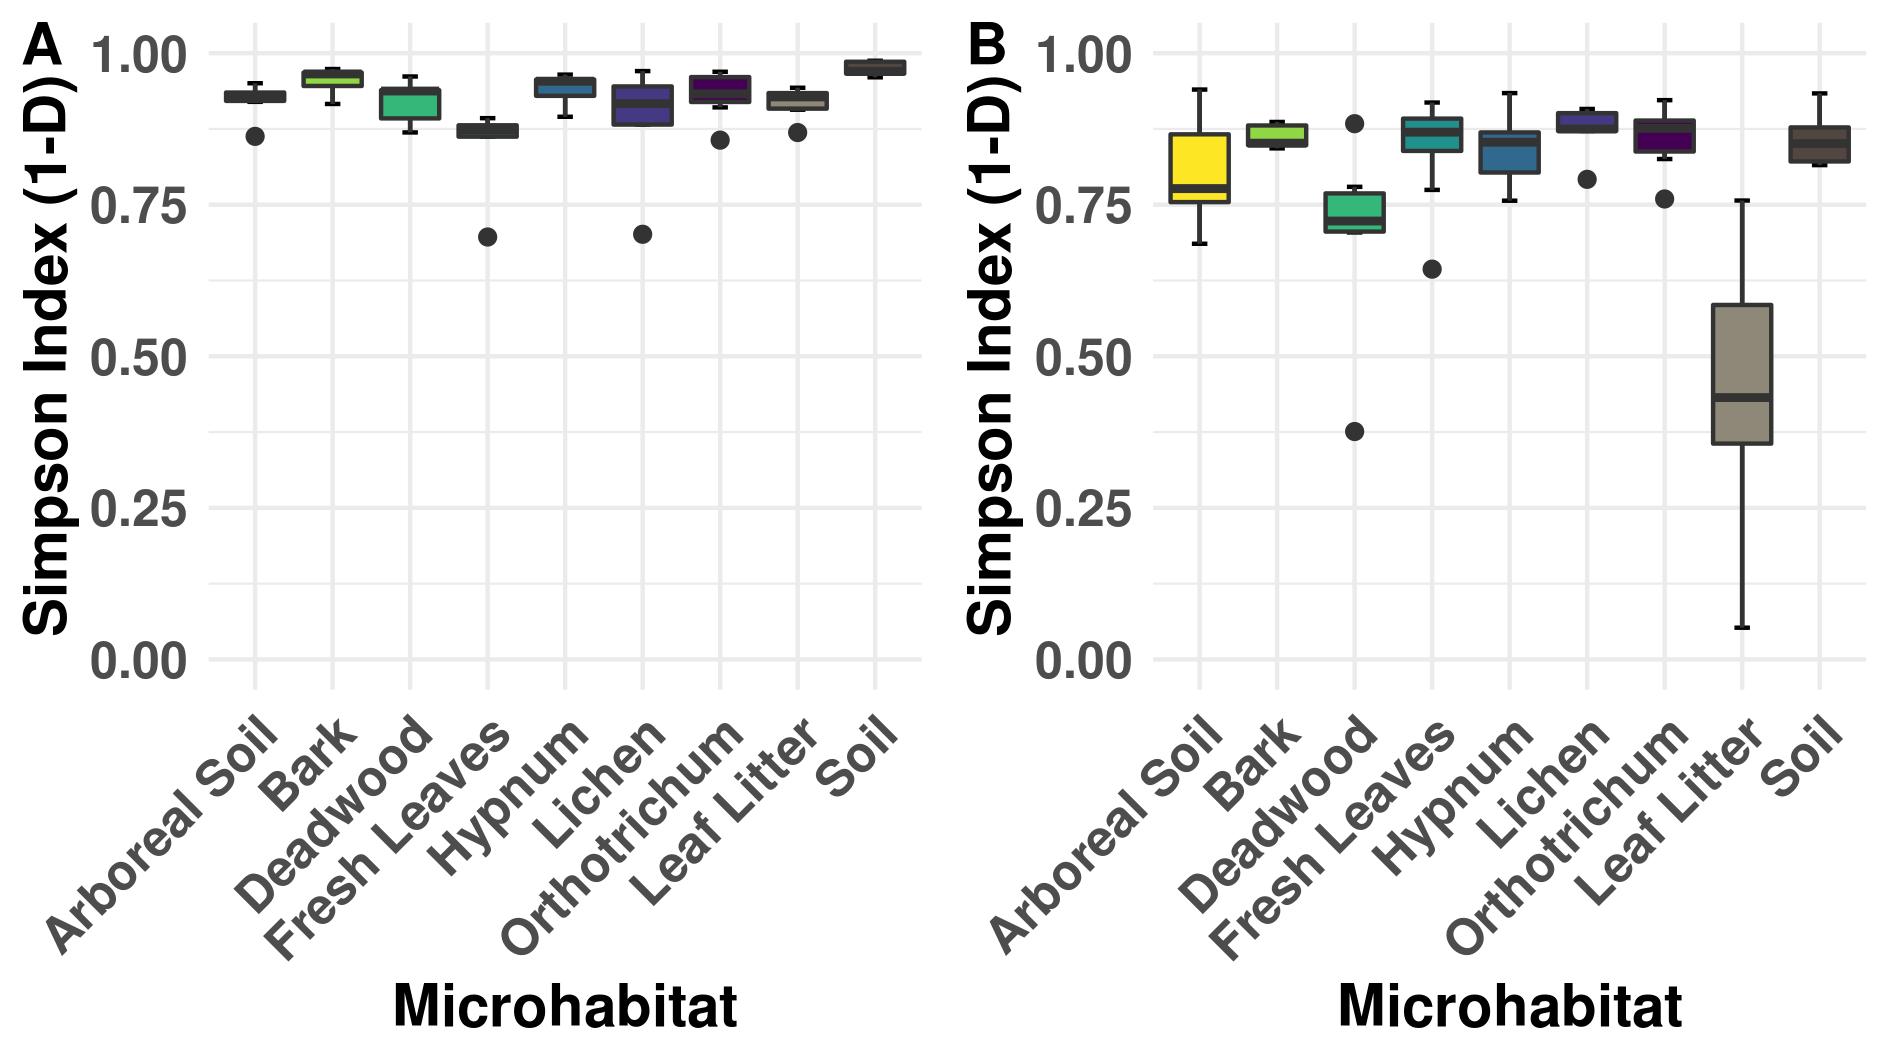 A
Simpson Index (1-D)
1.00
0.75
0.50
0.25
0.00
Arboreal Soil
Bark
Deadwood
Fresh Leaves
Hypnum
Lichen
Orthotrichum
Leaf Litter
Soil
Microhabitat
B
Simpson Index (1-D)
1.00
0.75
0.50
0.25
0.00
Arboreal Soil
Bark
Deadwood
Fresh Leaves
Hypnum
Lichen
Orthotrichum
Leaf Litter
Soil
Microhabitat